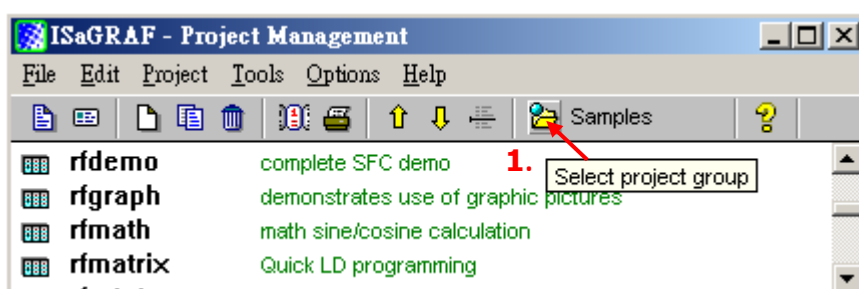 ISaGRAF - Project Management
File Edit Project Tools Options Help
Samples
rfdemo complete SFC demo
1.
Select project group
rfgraph demonstrates use of graphic pictures
rfmath math sine/cosine calculation
rfmatrix Quick LD programming